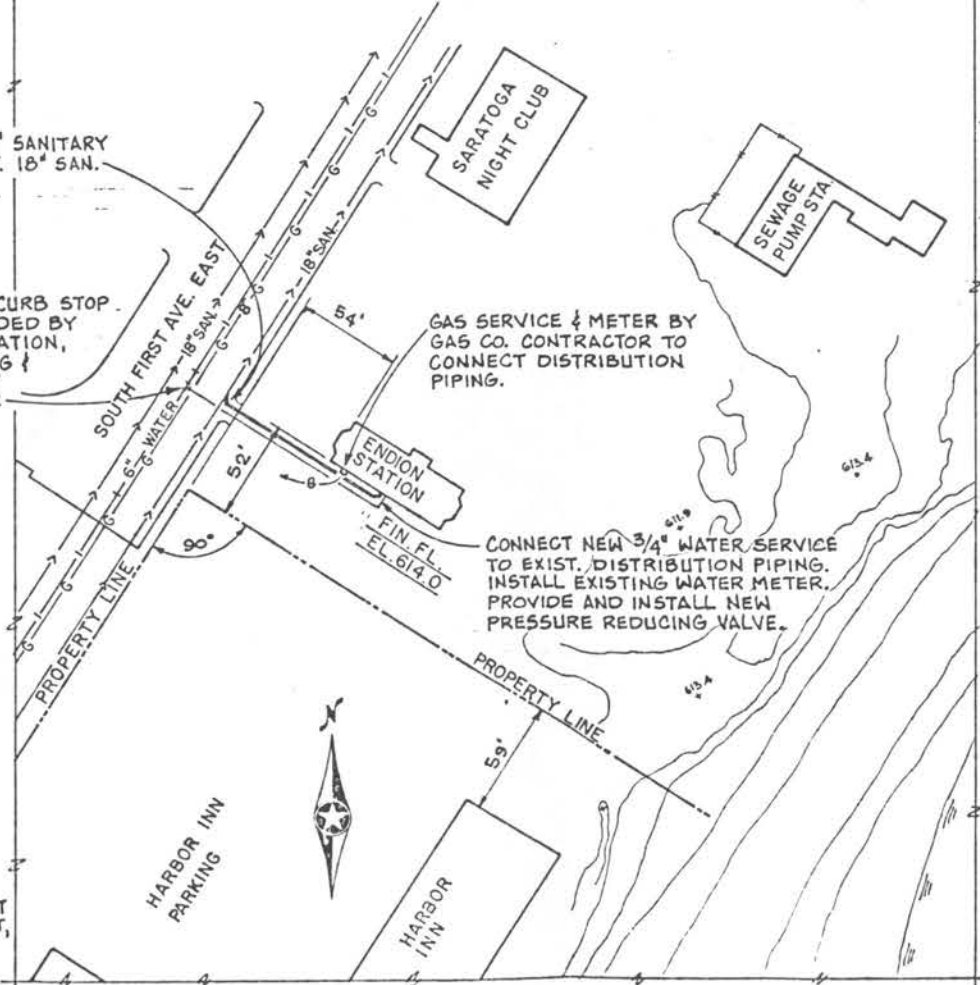 " SANITARY
18" SAN.
CURB STOP
DED BY
ATION,
G &
SOUTH FIRST AVE. EAST
18" SAN.
18" SAN.
8"
6" WATER
G
SARATOGA
NIGHT CLUB
SEWAGE
PUMP STA.
54'
52'
GAS SERVICE & METER BY
GAS CO. CONTRACTOR TO
CONNECT DISTRIBUTION
PIPING.
ENDION
STATION
G
FIN. FL.
EL. 614.0
90°
613.4
611.9
CONNECT NEW 3/4" WATER SERVICE
TO EXIST. DISTRIBUTION PIPING.
INSTALL EXISTING WATER METER.
PROVIDE AND INSTALL NEW
PRESSURE REDUCING VALVE.
PROPERTY LINE
PROPERTY LINE
613.4
59'
N
HARBOR INN
PARKING
HARBOR
INN
T
T,